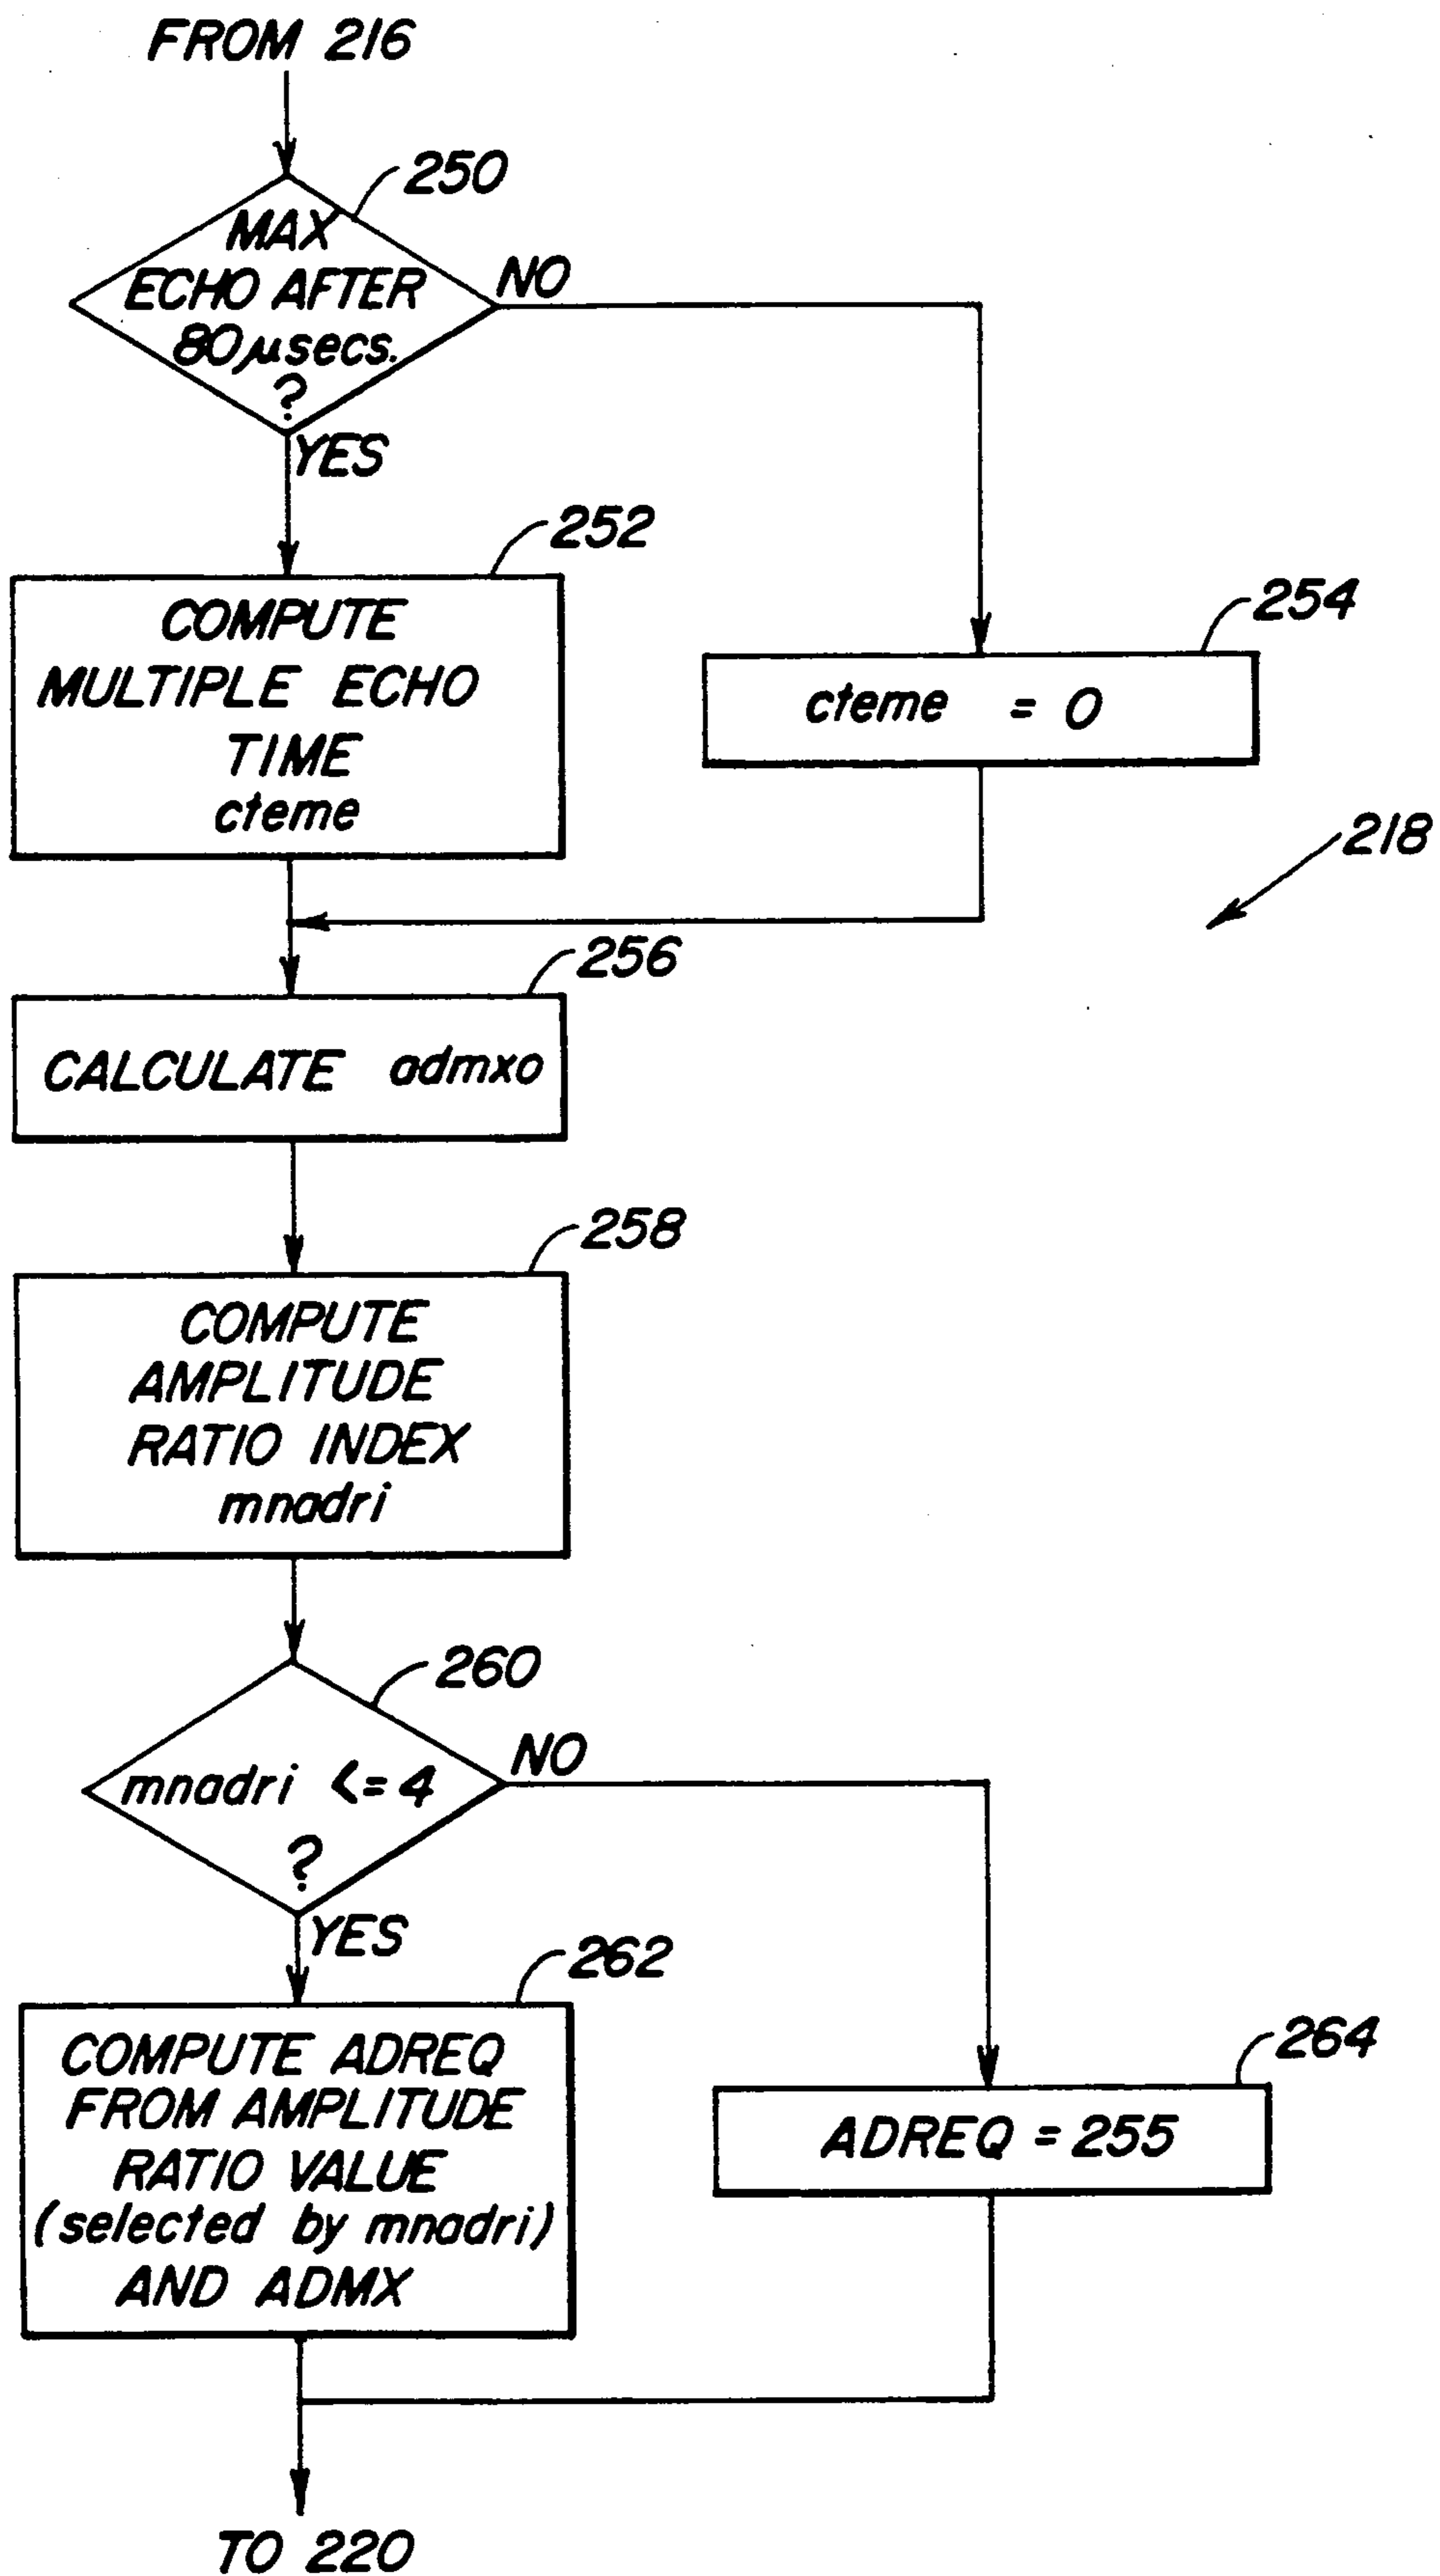 FROM 216
250
MAX
ECHO AFTER
80 μsecs.
?
NO
YES
252
COMPUTE
MULTIPLE ECHO
TIME
cteme
254
cteme = 0
218
256
CALCULATE admxo
258
COMPUTE
AMPLITUDE
RATIO INDEX
mnadri
260
mnadri <= 4
?
NO
YES
262
COMPUTE ADREQ
FROM AMPLITUDE
RATIO VALUE
(selected by mnadri)
AND ADMX
264
ADREQ = 255
TO 220